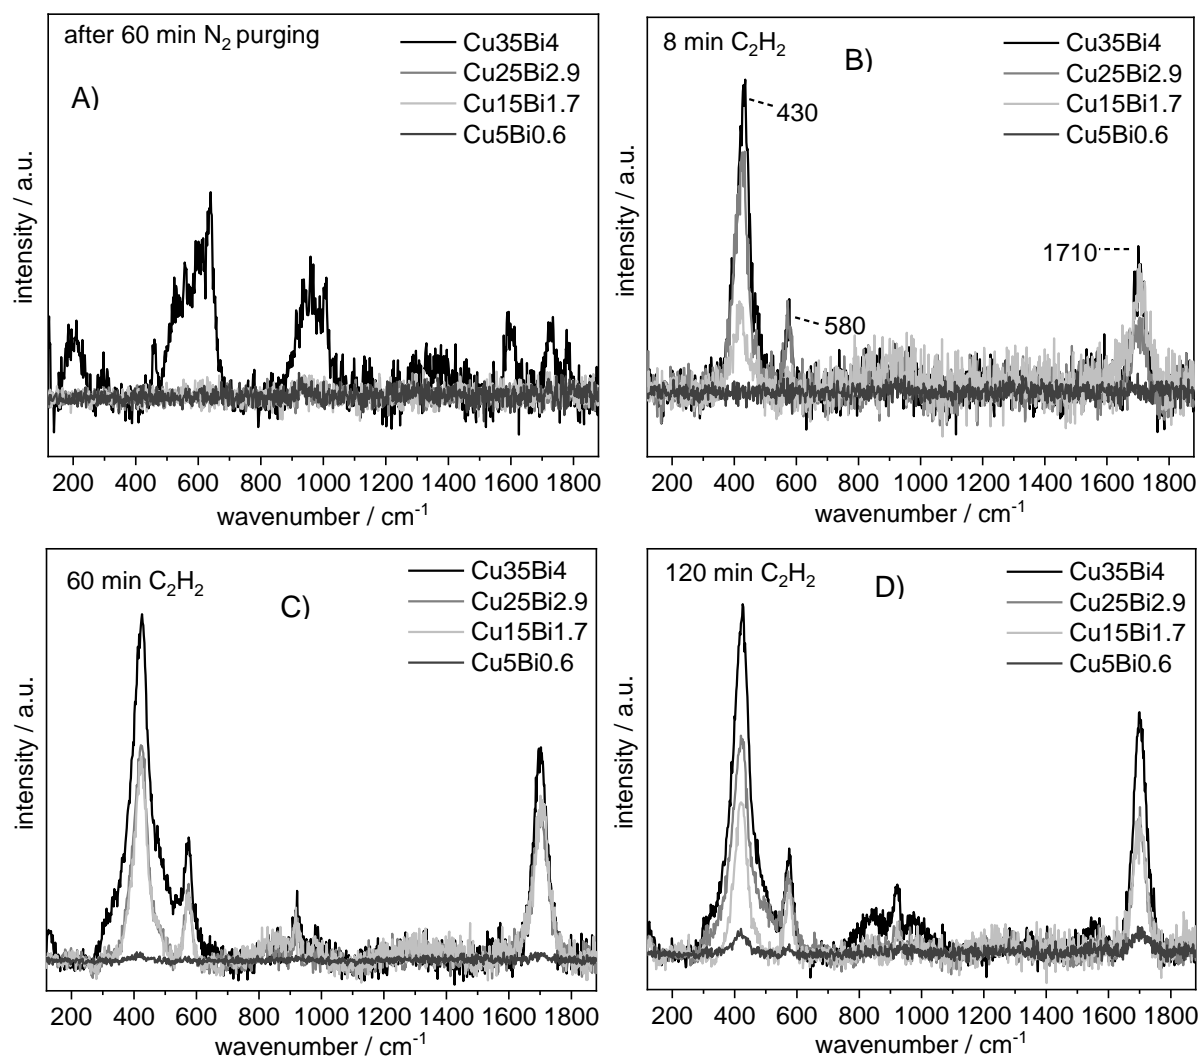 after 60 min N₂ purging
A)
Cu35Bi4
Cu25Bi2.9
Cu15Bi1.7
Cu5Bi0.6
intensity / a.u.
200 400 600 800 1000 1200 1400 1600 1800
wavenumber / cm⁻¹
8 min C₂H₂
B)
Cu35Bi4
Cu25Bi2.9
Cu15Bi1.7
Cu5Bi0.6
430
1710
580
intensity / a.u.
200 400 600 800 1000 1200 1400 1600 1800
wavenumber / cm⁻¹
60 min C₂H₂
C)
Cu35Bi4
Cu25Bi2.9
Cu15Bi1.7
Cu5Bi0.6
intensity / a.u.
200 400 600 800 1000 1200 1400 1600 1800
wavenumber / cm⁻¹
120 min C₂H₂
D)
Cu35Bi4
Cu25Bi2.9
Cu15Bi1.7
Cu5Bi0.6
intensity / a.u.
200 400 600 800 1000 1200 1400 1600 1800
wavenumber / cm⁻¹